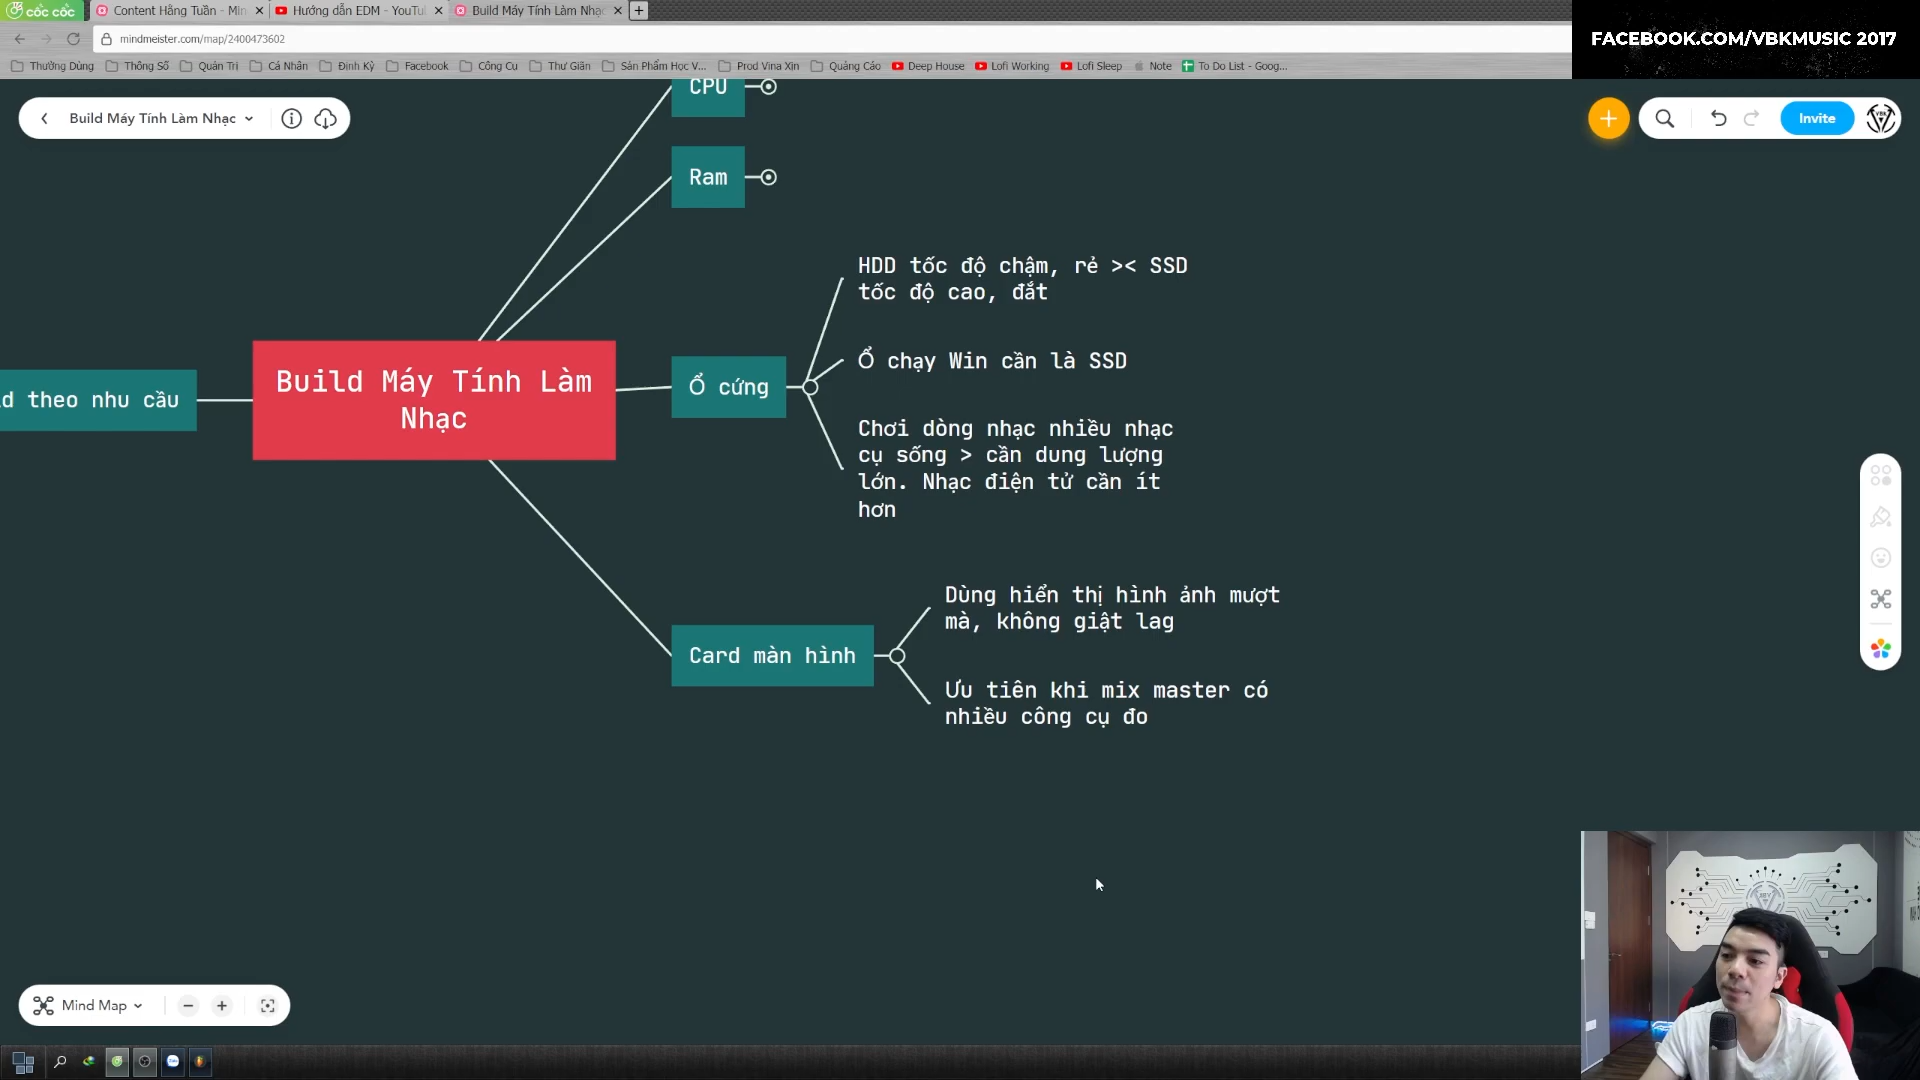 cốc cốc
Content Hằng Tuần - Min
Hướng dẫn EDM - YouTu
Build Máy Tính Làm Nhạc
mindmeister.com/map/2400473602
FACEBOOK.COM/VBKMUSIC 2017
Thường Dùng
Thông Số
Quản Trị
Cá Nhân
Định Kỳ
Facebook
Công Cụ
Thư Giãn
Sản Phẩm Học V...
Prod Vina Xịn
Quảng Cáo
Deep House
Lofi Working
Lofi Sleep
Note
To Do List - Goog...
Build Máy Tính Làm Nhạc
Invite
CPU
Ram
HDD tốc độ chậm, rẻ >< SSD
tốc độ cao, đắt
Ổ chạy Win cần là SSD
Ổ cứng
Build Máy Tính Làm
Nhạc
d theo nhu cầu
Chơi dòng nhạc nhiều nhạc
cụ sống > cần dung lượng
lớn. Nhạc điện tử cần ít
hơn
Dùng hiển thị hình ảnh mượt
mà, không giật lag
Card màn hình
Ưu tiên khi mix master có
nhiều công cụ đo
Mind Map